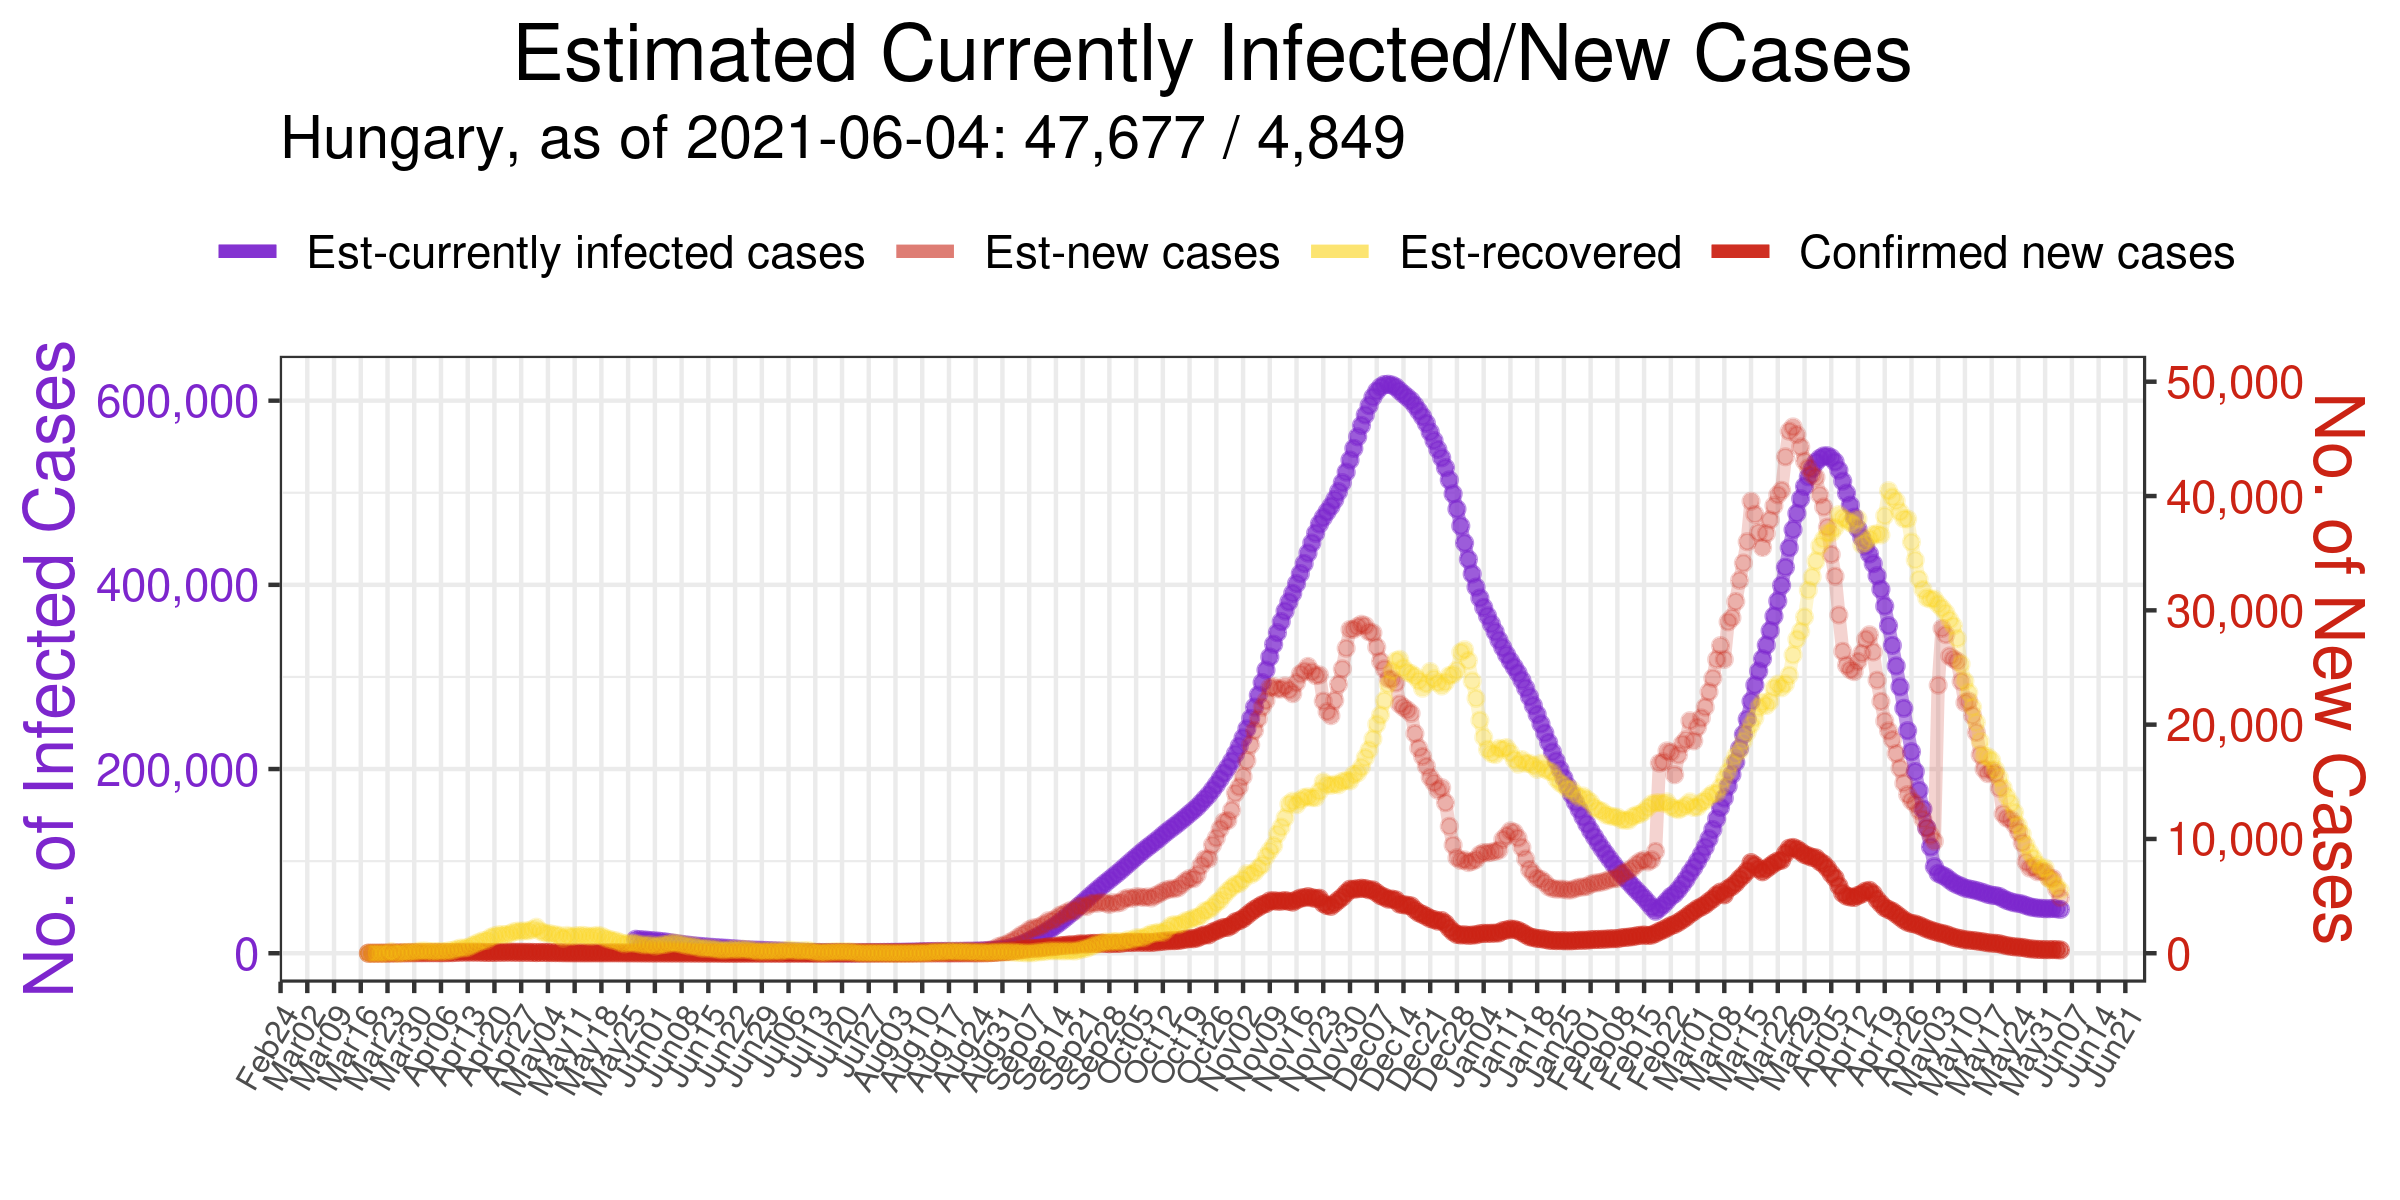 Estimated Currently Infected/New Cases
Hungary, as of 2021-06-04: 47,677 / 4,849
Est-currently infected cases Est-new cases Est-recovered Confirmed new cases
No. of Infected Cases
600,000
400,000
200,000
0
50,000
40,000
30,000
20,000
10,000
0
No. of New Cases
Feb24
Mar02
Mar09
Mar16
Mar23
Mar30
Apr06
Apr13
Apr20
Apr27
May04
May11
May18
May25
Jun01
Jun08
Jun15
Jun22
Jun29
Jul06
Jul13
Jul20
Jul27
Aug03
Aug10
Aug17
Aug24
Aug31
Sep07
Sep14
Sep21
Sep28
Oct05
Oct12
Oct19
Oct26
Nov02
Nov09
Nov16
Nov23
Nov30
Dec07
Dec14
Dec21
Dec28
Jan04
Jan11
Jan18
Jan25
Feb01
Feb08
Feb15
Feb22
Mar01
Mar08
Mar15
Mar22
Mar29
Apr05
Apr12
Apr19
Apr26
May03
May10
May17
May24
May31
Jun07
Jun14
Jun21